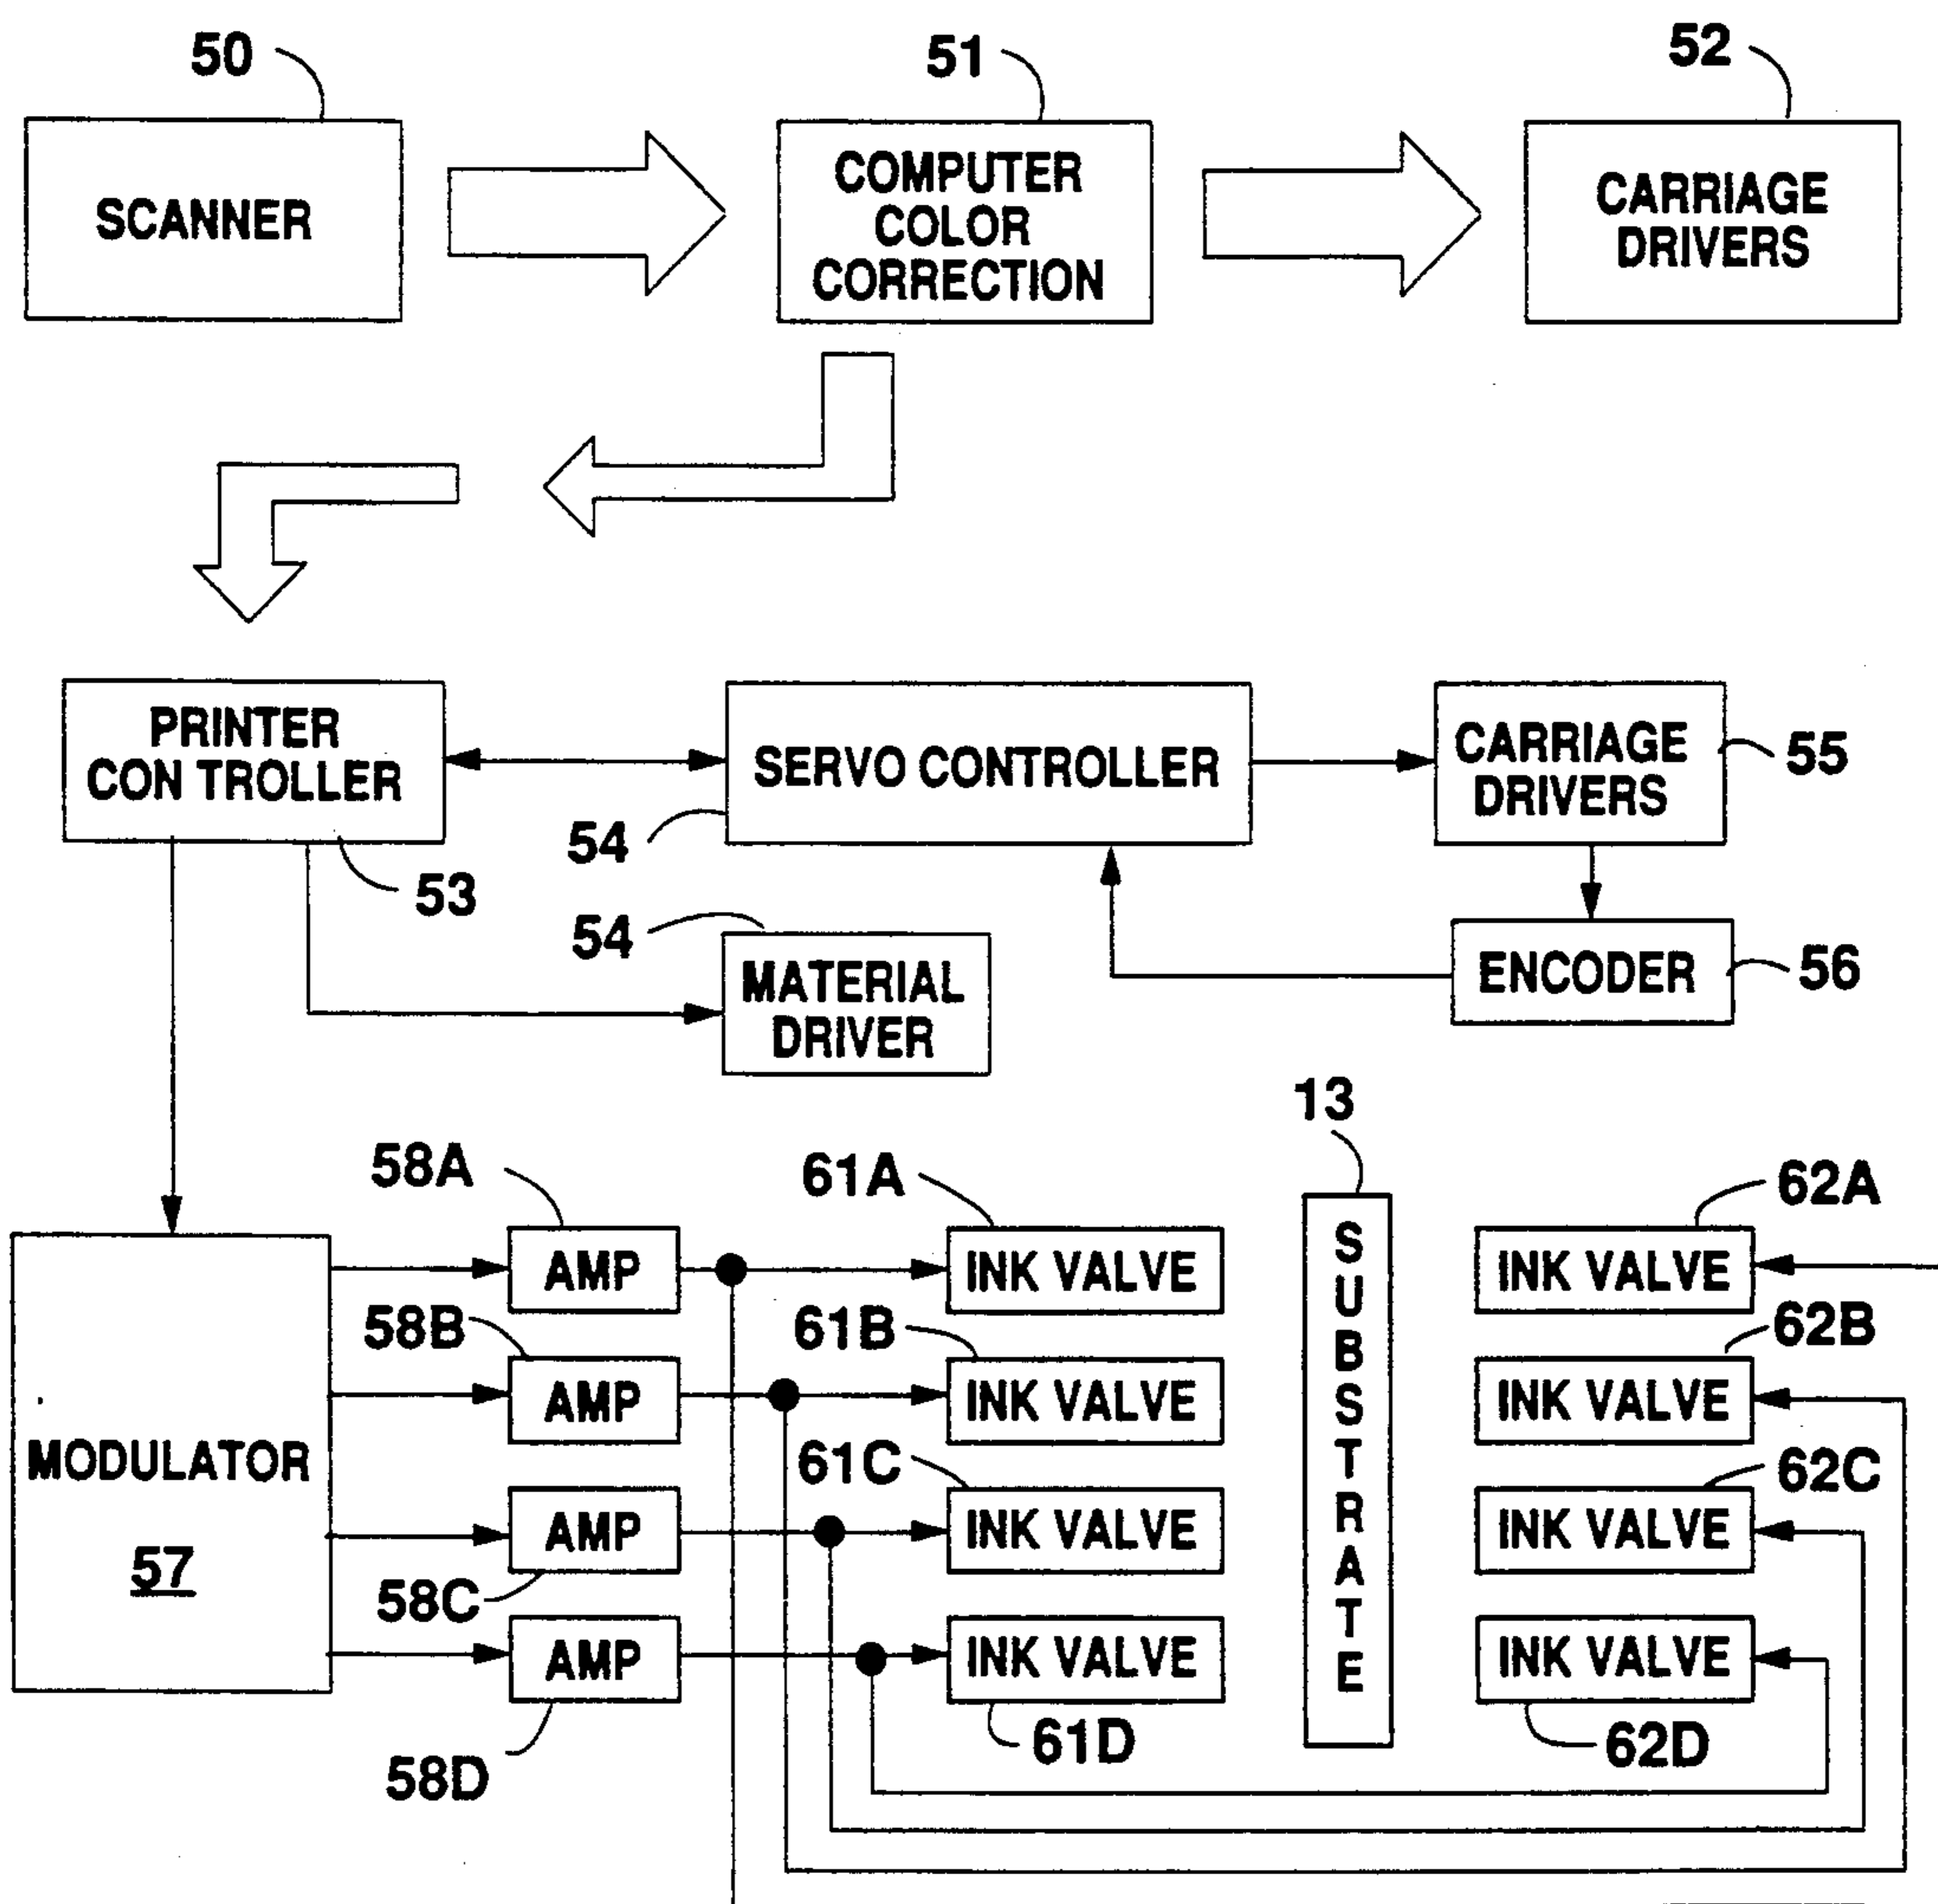 50
51
52
SCANNER
COMPUTER
COLOR
CORRECTION
CARRIAGE
DRIVERS
PRINTER
CON TROLLER
53
SERVO CONTROLLER
54
CARRIAGE
DRIVERS
55
54
MATERIAL
DRIVER
ENCODER
56
13
58A
61A
62A
AMP
INK VALVE
INK VALVE
58B
61B
62B
AMP
INK VALVE
INK VALVE
MODULATOR
57
61C
62C
AMP
INK VALVE
INK VALVE
58C
AMP
INK VALVE
INK VALVE
58D
61D
62D
SUBSTRATE